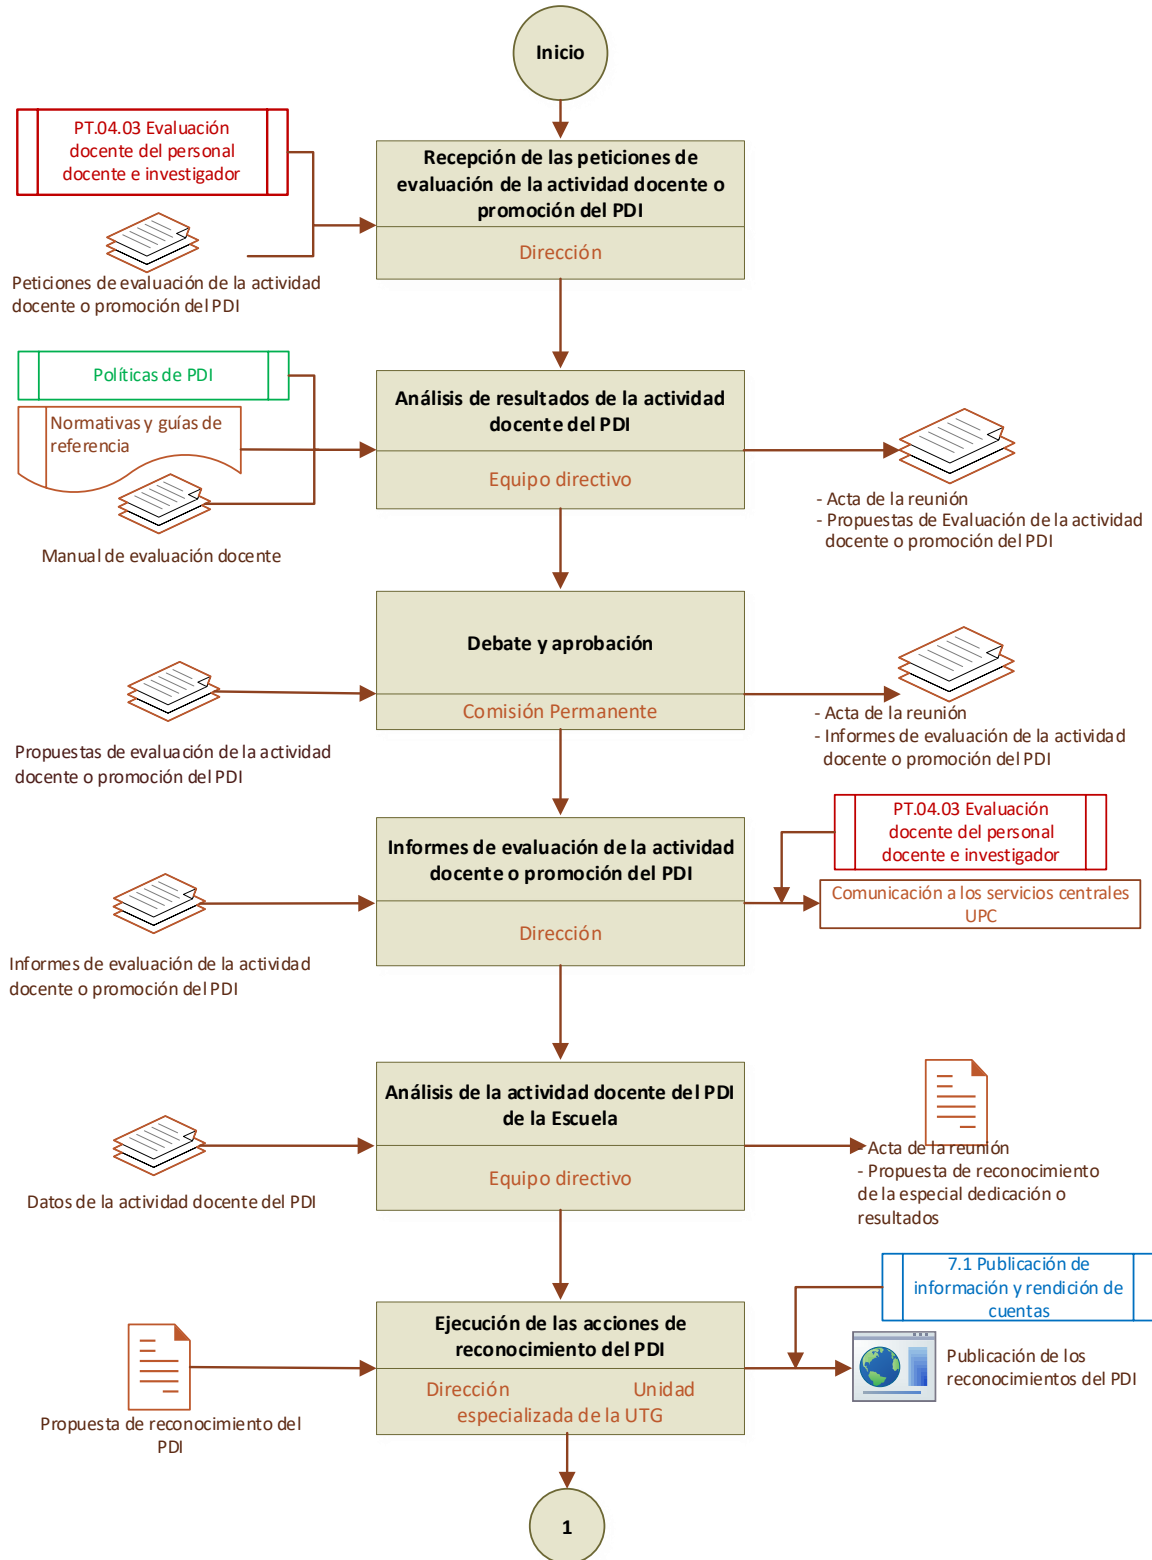 Inicio
PT.04.03 Evaluación
docente del personal
docente e investigador
Recepción de las peticiones de
evaluación de la actividad docente o
promoción del PDI
Dirección
Peticiones de evaluación de la actividad
docente o promoción del PDI
Políticas de PDI
Normativas y guías de
referencia
Manual de evaluación docente
Análisis de resultados de la actividad
docente del PDI
Equipo directivo
- Acta de la reunión
- Propuestas de Evaluación de la actividad
docente o promoción del PDI
Debate y aprobación
Comisión Permanente
Propuestas de evaluación de la actividad
docente o promoción del PDI
- Acta de la reunión
- Informes de evaluación de la actividad
docente o promoción del PDI
Informes de evaluación de la actividad
docente o promoción del PDI
Dirección
PT.04.03 Evaluación
docente del personal
docente e investigador
Comunicación a los servicios centrales
UPC
Informes de evaluación de la actividad
docente o promoción del PDI
Análisis de la actividad docente del PDI
de la Escuela
Equipo directivo
Datos de la actividad docente del PDI
- Acta de la reunión
- Propuesta de reconocimiento
de la especial dedicación o
resultados
7.1 Publicación de
información y rendición de
cuentas
Ejecución de las acciones de
reconocimiento del PDI
Dirección Unidad
especializada de la UTG
Propuesta de reconocimiento del
PDI
Publicación de los
reconocimientos del PDI
1